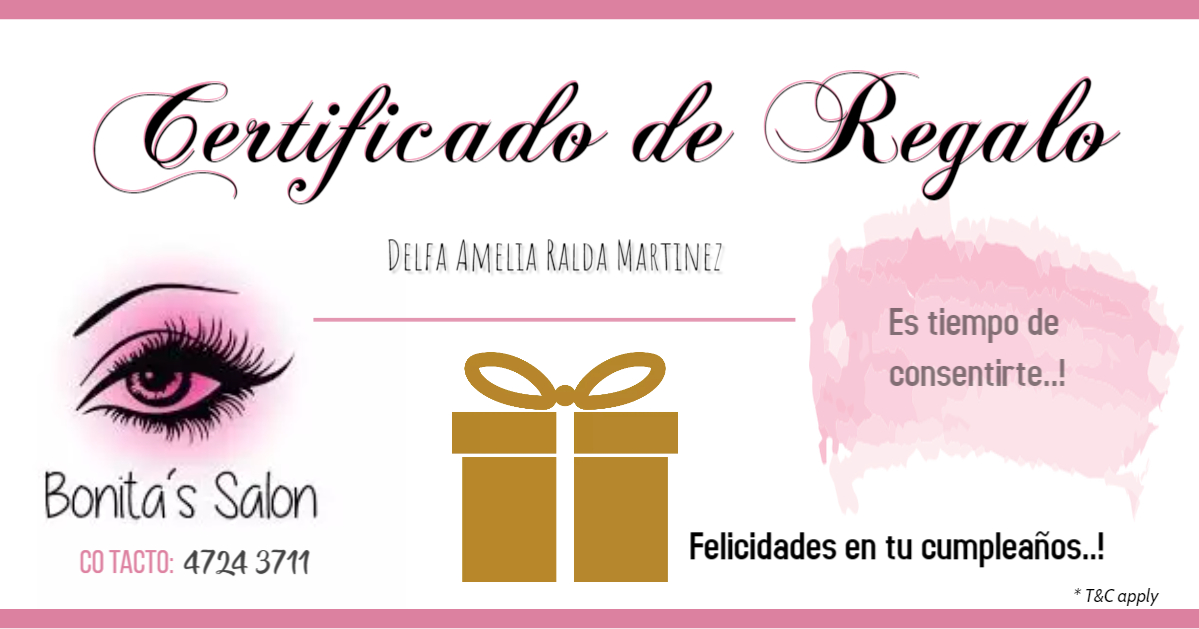 Certificado de Regalo
Delfa Amelia Ralda Martinez
Es tiempo de
consentirte..!
Bonita´s Salon
CO TACTO: 4724 3711
Felicidades en tu cumpleaños..!
* T&C apply